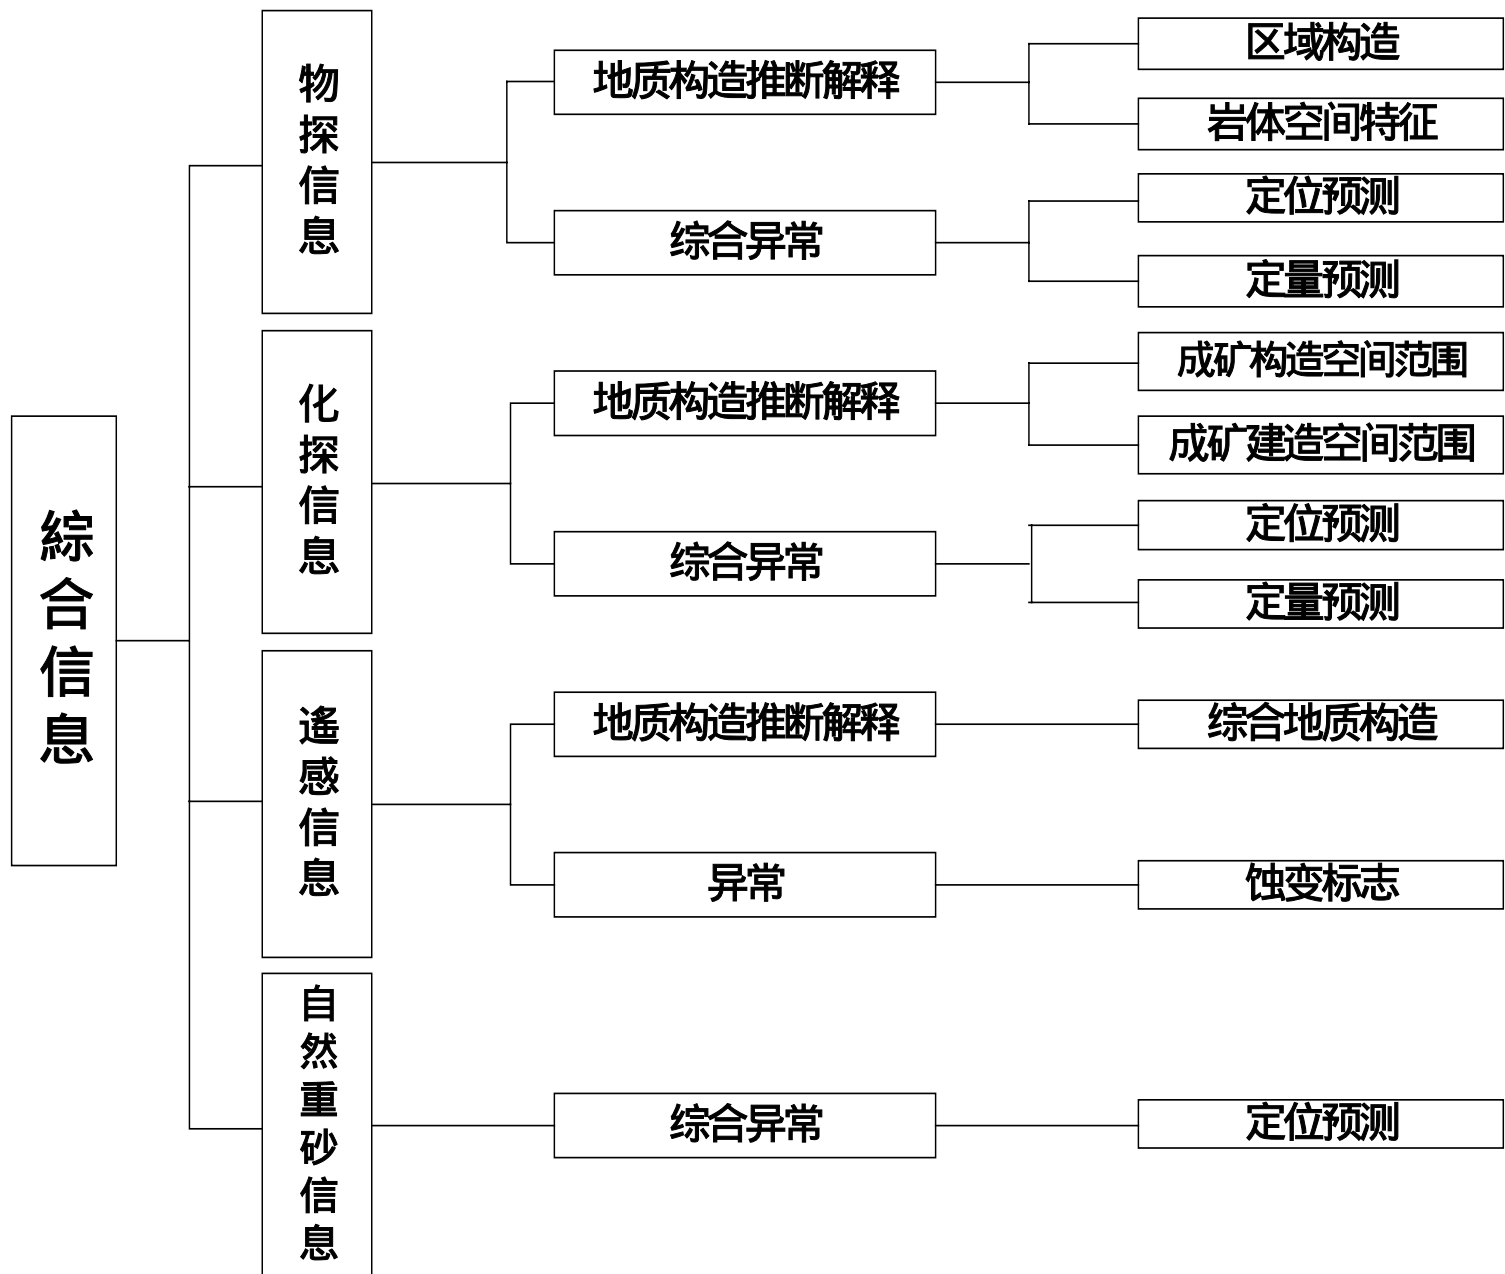 綜合信息
物探信息
地质构造推断解释
区域构造
岩体空间特征
综合异常
定位预测
定量预测
化探信息
地质构造推断解释
成矿构造空间范围
成矿建造空间范围
综合异常
定位预测
定量预测
遙感信息
地质构造推断解释
综合地质构造
异常
蚀变标志
自然重砂信息
综合异常
定位预测